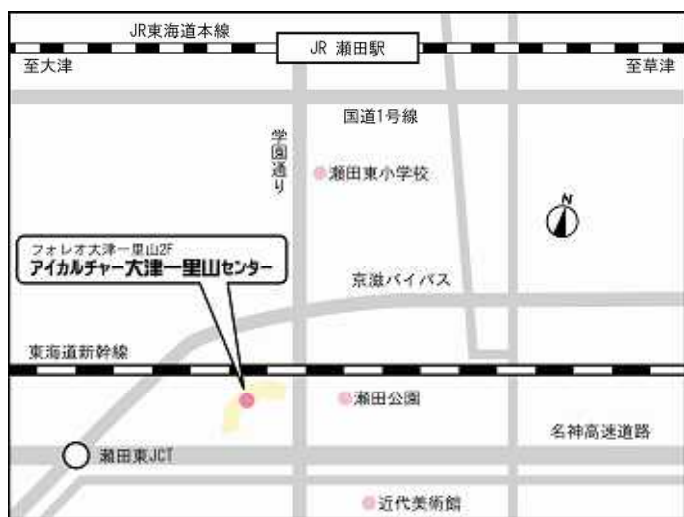 JR東海道本線
JR 瀬田駅
至大津
至草津
国道1号線
学園通り
瀬田東小学校
N
フォレオ大津一里山2F
アイカルチャー大津一里山センター
京滋バイパス
東海道新幹線
瀬田公園
名神高速道路
瀬田東JCT
近代美術館